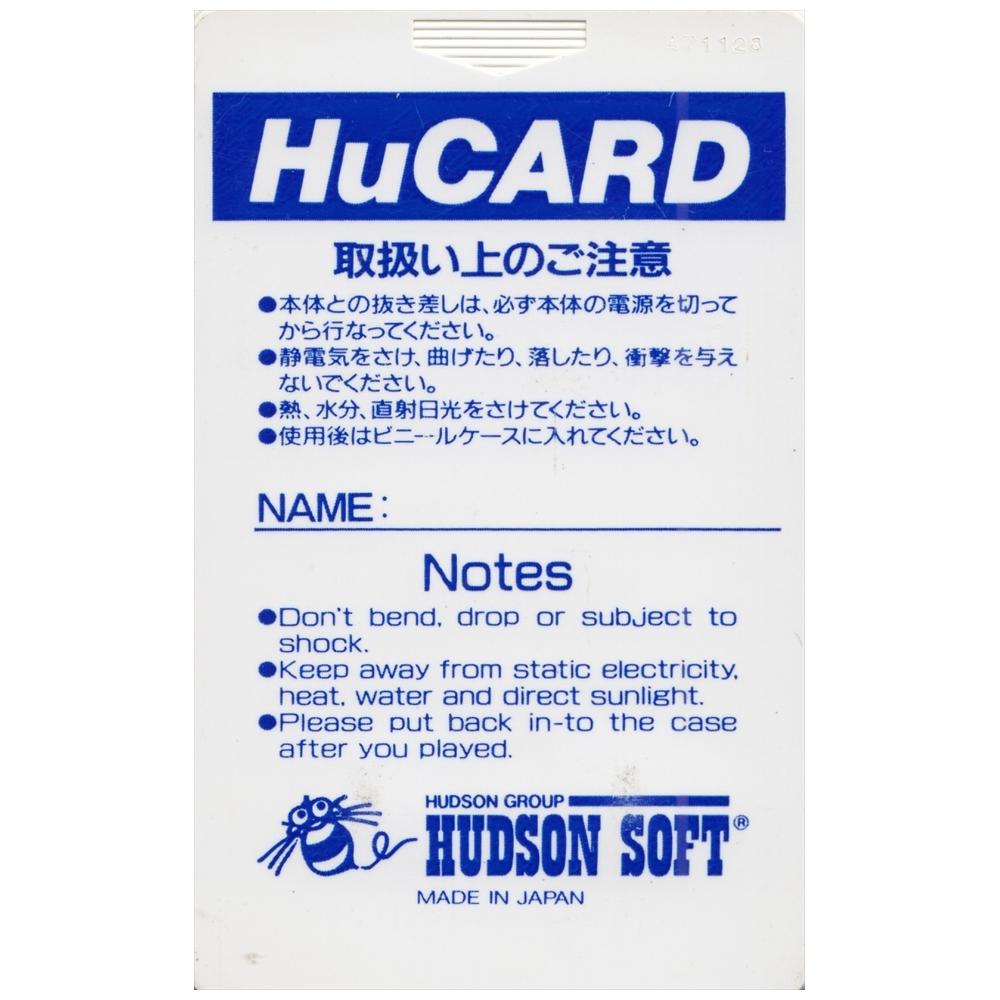 HuCARD
取扱い上のご注意
●本体との抜き差しは、必ず本体の電源を切って
から行なってください。
●静電気をさけ、曲げたり、落したり、衝撃を与え
ないでください。
●熱、水分、直射日光をさけてください。
●使用後はビニールケースに入れてください。
NAME:
Notes
●Don't bend, drop or subject to
shock.
●Keep away from static electricity,
heat, water and direct sunlight.
●Please put back in-to the case
after you played.
HUDSON GROUP
HUDSON SOFT®
MADE IN JAPAN